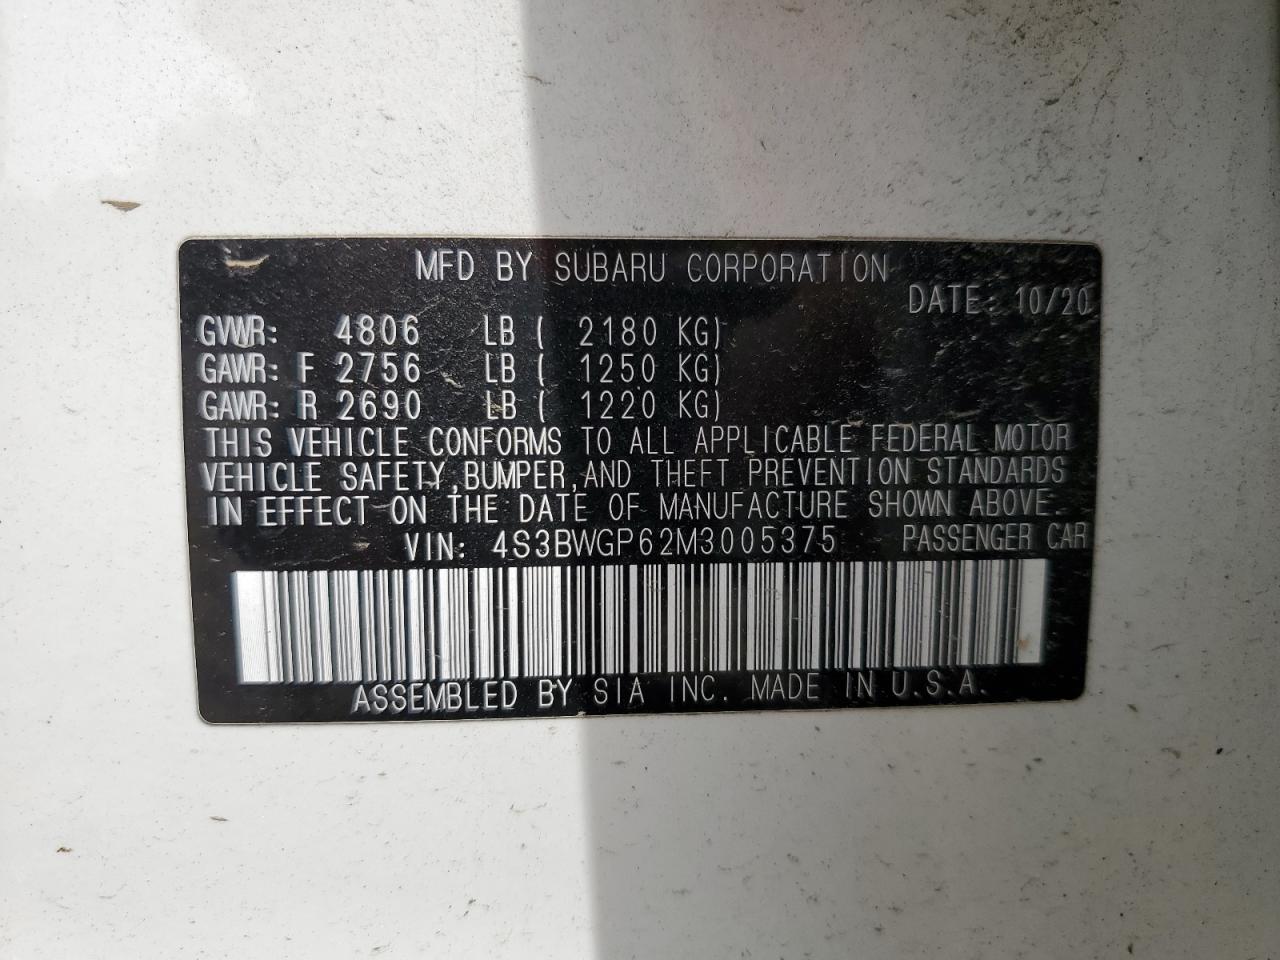 MFD BY SUBARU CORPORATION
DATE: 10/20
GVWR: 4806 LB ( 2180 KG)
GAWR: F 2756 LB ( 1250 KG)
GAWR: R 2690 LB ( 1220 KG)
THIS VEHICLE CONFORMS TO ALL APPLICABLE FEDERAL MOTOR
VEHICLE SAFETY, BUMPER, AND THEFT PREVENTION STANDARDS
IN EFFECT ON THE DATE OF MANUFACTURE SHOWN ABOVE.
VIN: 4S3BWGP62M3005375 PASSENGER CAR
ASSEMBLED BY SIA INC. MADE IN U.S.A.